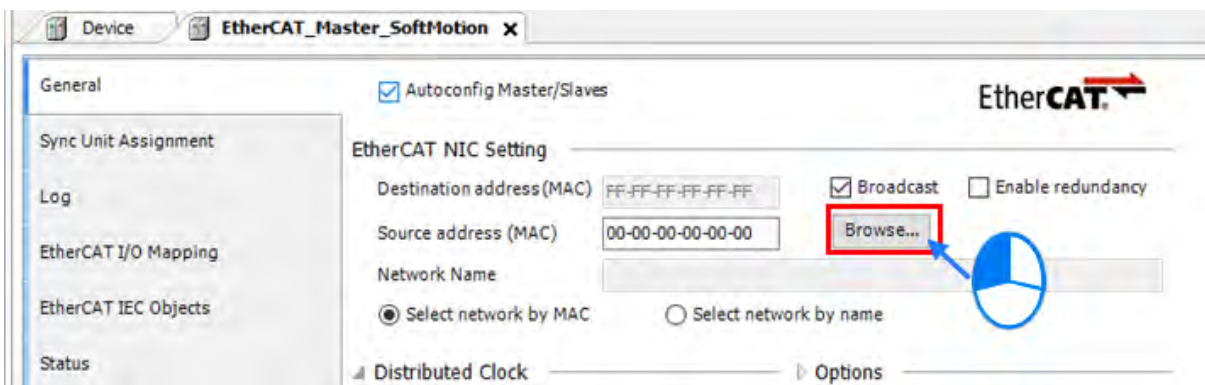 Device
EtherCAT_Master_SoftMotion X
General
Sync Unit Assignment
Log
EtherCAT I/O Mapping
EtherCAT IEC Objects
Status
Autoconfig Master/Slaves
EtherCAT.
EtherCAT NIC Setting
Destination address (MAC) FF-FF-FF-FF-FF-FF Broadcast Enable redundancy
Source address (MAC) 00-00-00-00-00-00 Browse...
Network Name
Select network by MAC Select network by name
Distributed Clock Options